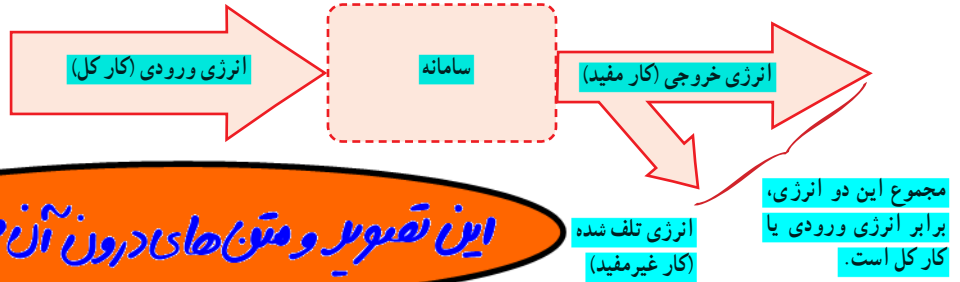 انرژی ورودی (کار کل)
سامانه
انرژی خروجی (کار مفید)
مجموع این دو انرژی،
برابر انرژی ورودی یا
کار کل است.
انرژی تلف شده
(کار غیرمفید)
این تصویر و متن های درون آن